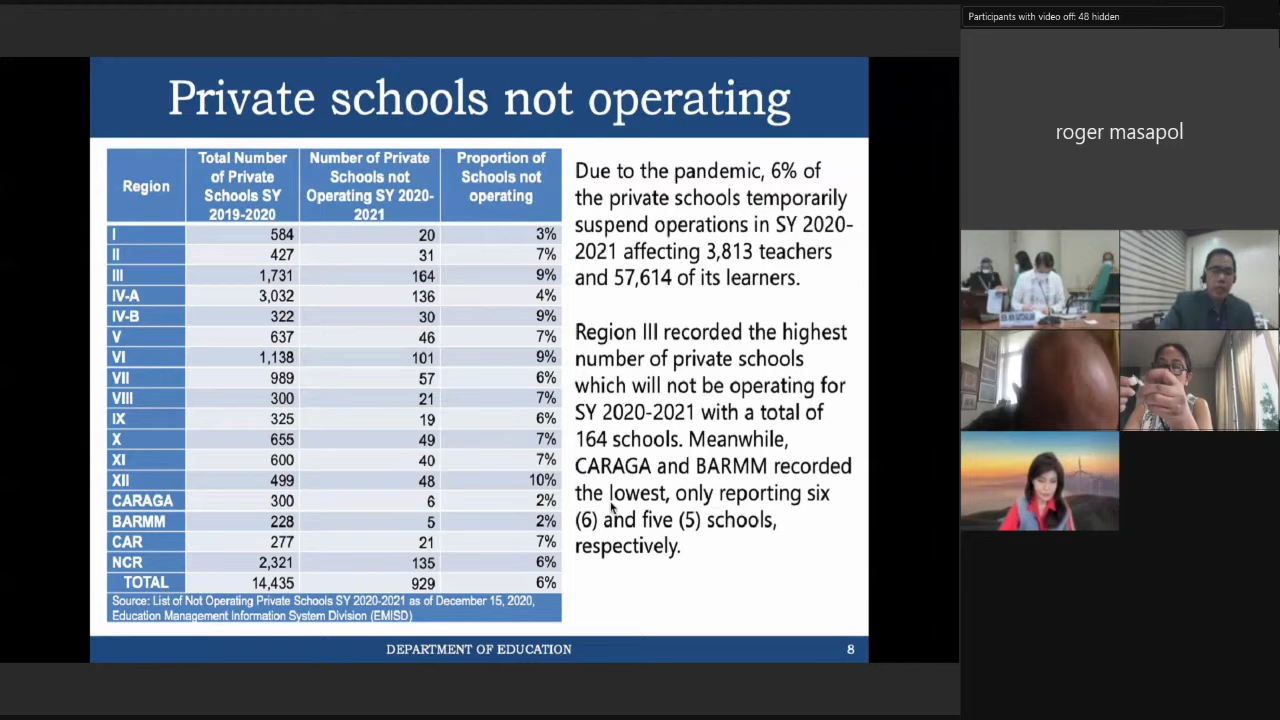 Participants with video off: 48 hidden
Private schools not operating
Region
Total Number of Private Schools SY 2019-2020
Number of Private Schools not Operating SY 2020-2021
Proportion of Schools not operating
I 584 20 3%
II 427 31 7%
III 1,731 164 9%
IV-A 3,032 136 4%
IV-B 322 30 9%
V 637 46 7%
VI 1,138 101 9%
VII 989 57 6%
VIII 300 21 7%
IX 325 19 6%
X 655 49 7%
XI 600 40 7%
XII 499 48 10%
CARAGA 300 6 2%
BARMM 228 5 2%
CAR 277 21 7%
NCR 2,321 135 6%
TOTAL 14,435 929 6%
Source: List of Not Operating Private Schools SY 2020-2021 as of December 15, 2020,
Education Management Information System Division (EMISD)
Due to the pandemic, 6% of
the private schools temporarily
suspend operations in SY 2020-
2021 affecting 3,813 teachers
and 57,614 of its learners.
Region III recorded the highest
number of private schools
which will not be operating for
SY 2020-2021 with a total of
164 schools. Meanwhile,
CARAGA and BARMM recorded
the lowest, only reporting six
(6) and five (5) schools,
respectively.
DEPARTMENT OF EDUCATION 8
roger masapol